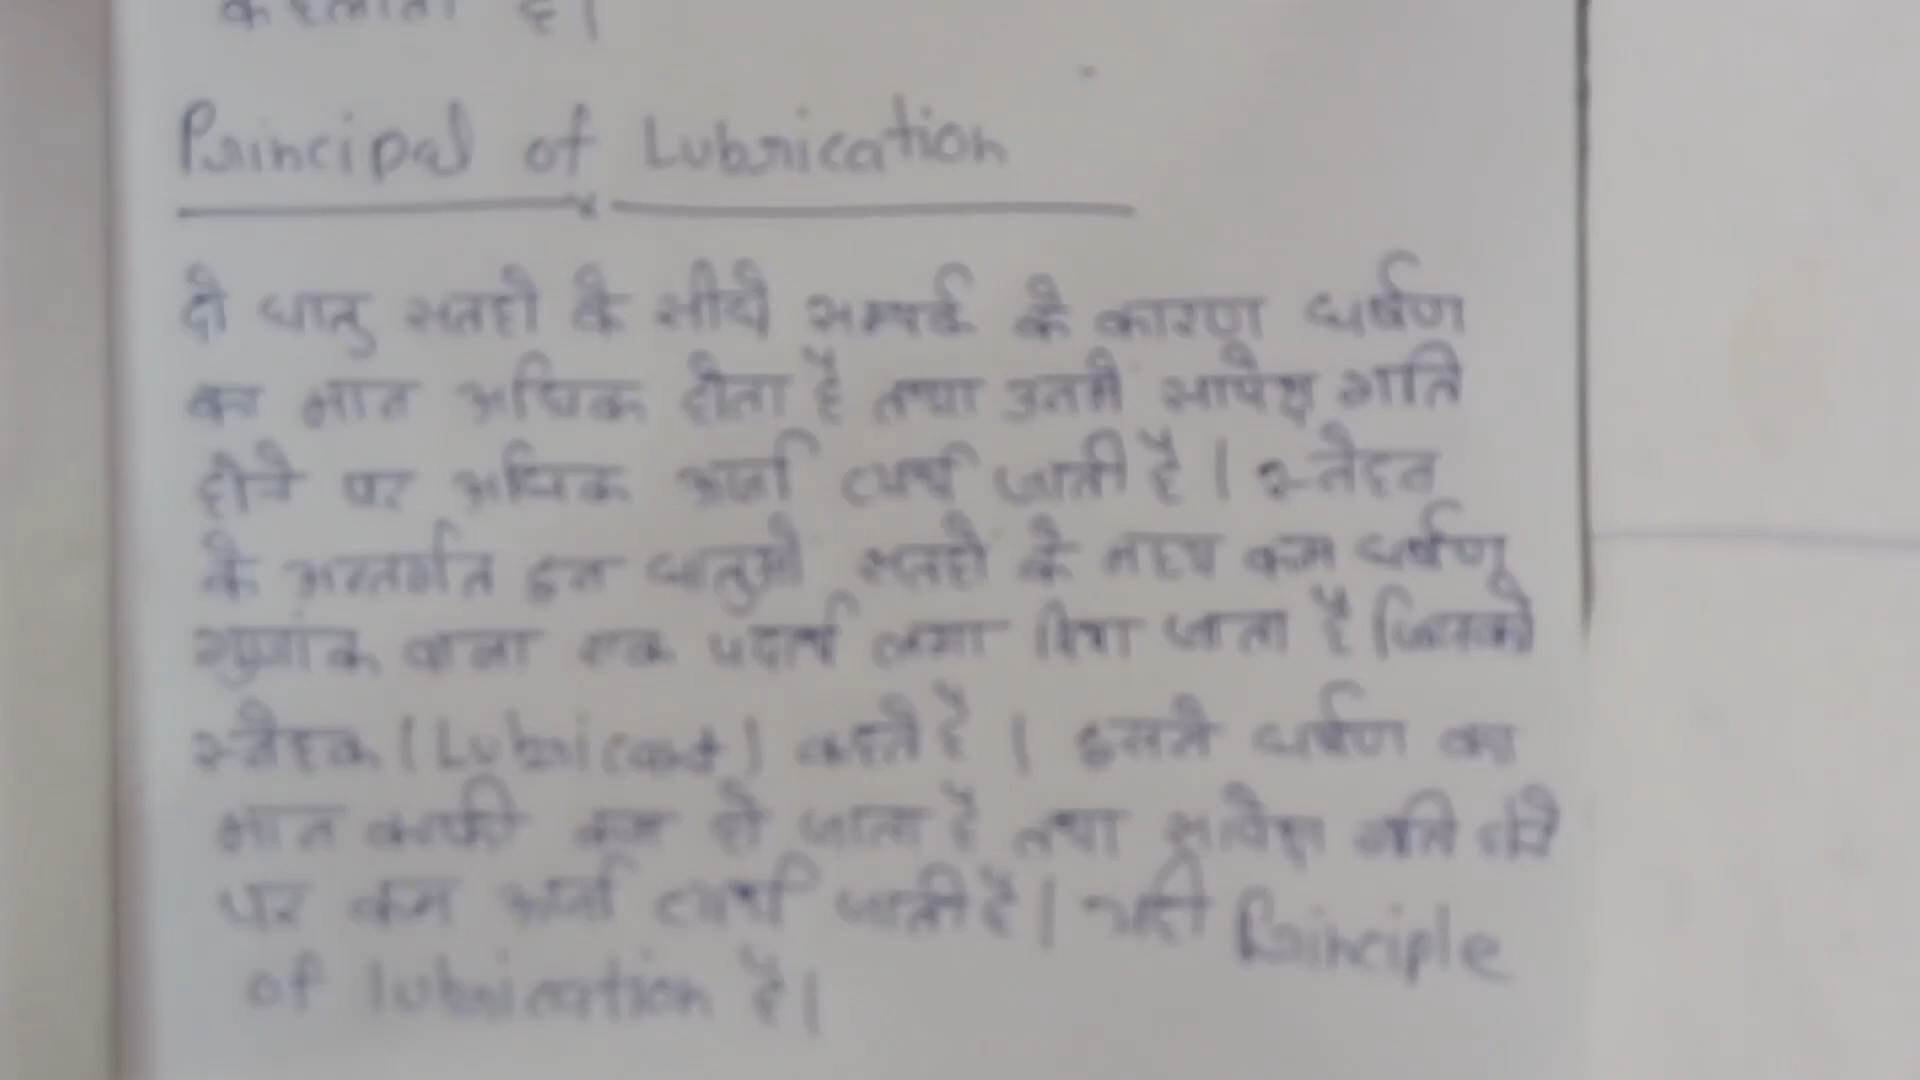 कहलाता है।
Principal of Lubrication
दो धातु सतहो के सीधे सम्पर्क के कारण घर्षण
का मान अधिक होता है तथा उनमे सापेक्ष गति
होने पर अधिक ऊर्जा व्यर्थ जाती है। स्नेहन
के अन्तर्गत इन धातुओ सतहो के मध्य कम घर्षण
गुणांक वाला एक पदार्थ लगा दिया जाता है जिसको
स्नेहक (Lubricant) कहते है। इससे घर्षण का
मान काफी कम हो जाता है तथा सापेक्ष गति होने
पर कम ऊर्जा व्यर्थ जाती है। यही Principle
of lubrication है।